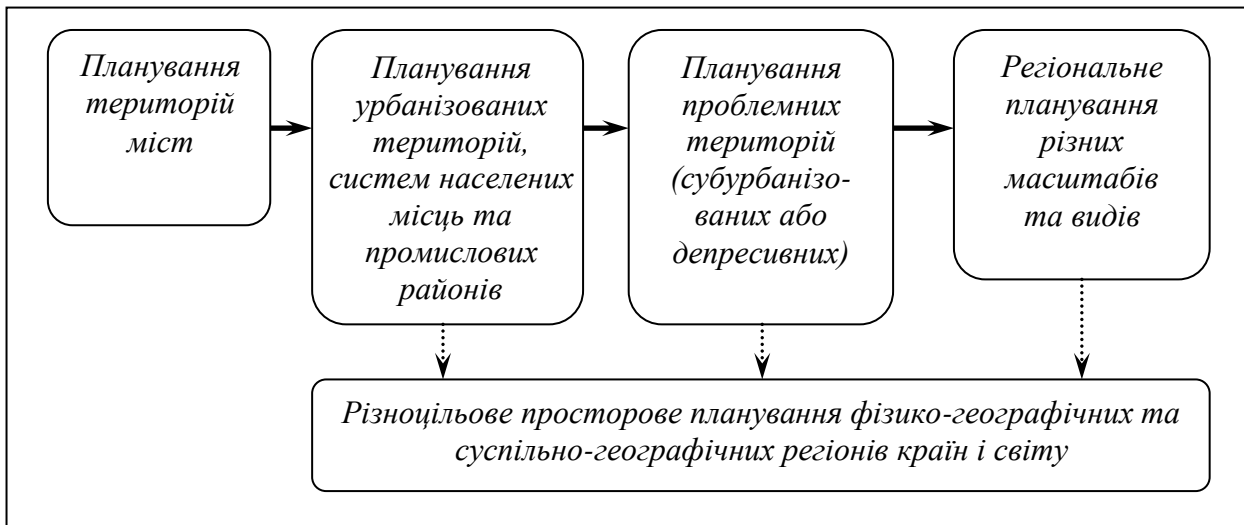 Планування
територій
міст
Планування
урбанізованих
територій,
систем населених
місць та
промислових
районів
Планування
проблемних
територій
(субурбанізо-
ваних або
депресивних)
Регіональне
планування
різних
масштабів
та видів
Різноцільове просторове планування фізико-географічних та
суспільно-географічних регіонів країн і світу